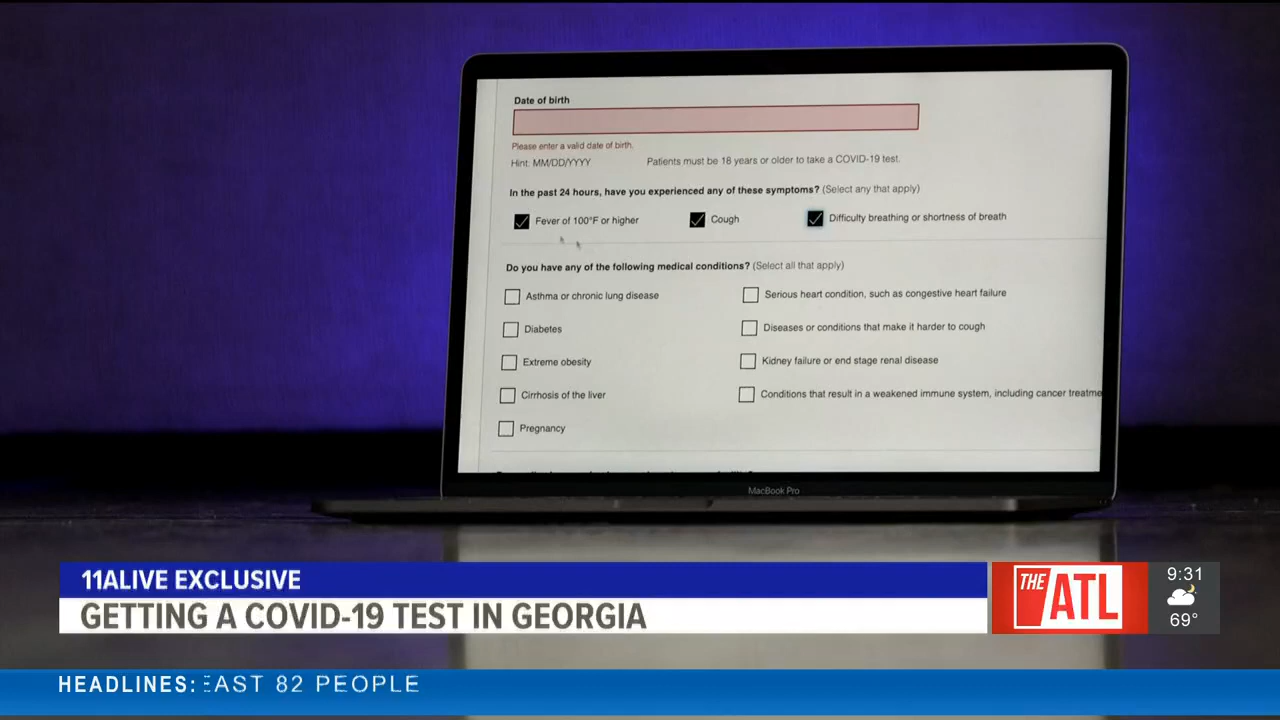 Date of birth
Please enter a valid date of birth.
Hint: MM/DD/YYYY Patients must be 18 years or older to take a COVID-19 test.
In the past 24 hours, have you experienced any of these symptoms? (Select any that apply)
Fever of 100°F or higher Cough Difficulty breathing or shortness of breath
Do you have any of the following medical conditions? (Select all that apply)
Asthma or chronic lung disease Serious heart condition, such as congestive heart failure
Diabetes Diseases or conditions that make it harder to cough
Extreme obesity Kidney failure or end stage renal disease
Cirrhosis of the liver Conditions that result in a weakened immune system, including cancer treatme
Pregnancy
MacBook Pro
11ALIVE EXCLUSIVE
GETTING A COVID-19 TEST IN GEORGIA
THE ATL
9:31
69°
HEADLINES: EAST 82 PEOPLE